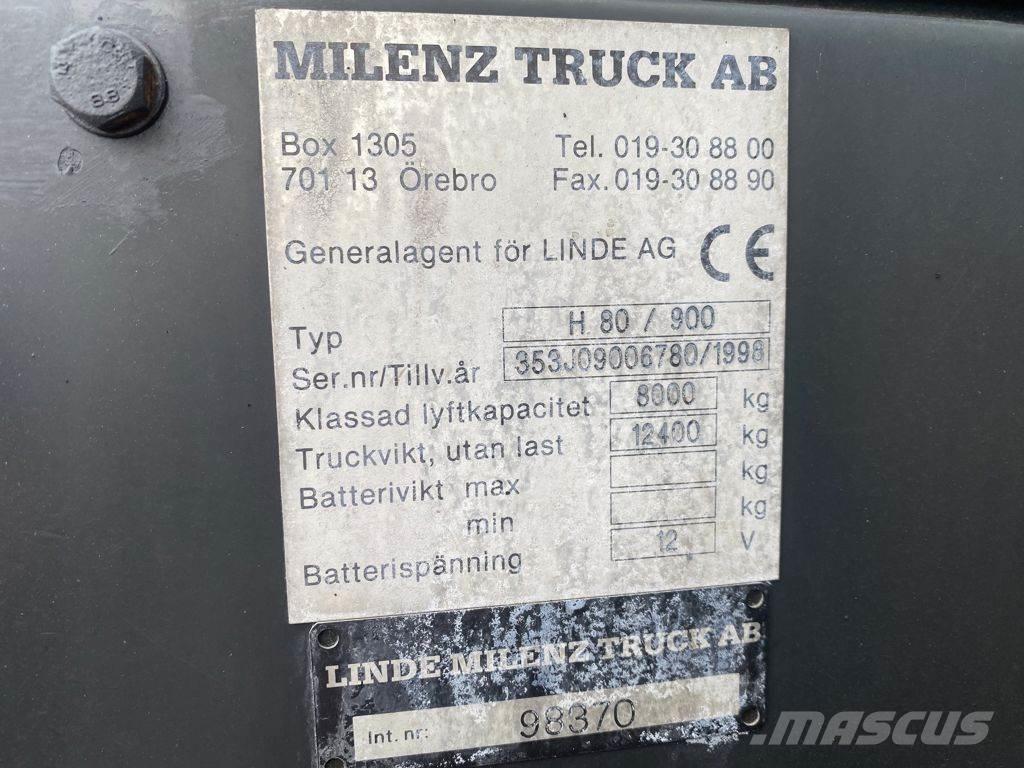 8.8
MILENZ TRUCK AB
Box 1305 Tel. 019-30 88 00
701 13 Örebro Fax. 019-30 88 90
Generalagent för LINDE AG CE
Typ H 80 / 900
Ser.nr/Tillv.år 353J09006780/1998
Klassad lyftkapacitet 8000 kg
Truckvikt, utan last 12400 kg
Batterivikt max kg
min kg
Batterispänning 12 V
LINDE MILENZ TRUCK AB
Int. nr: 98370
MASCUS